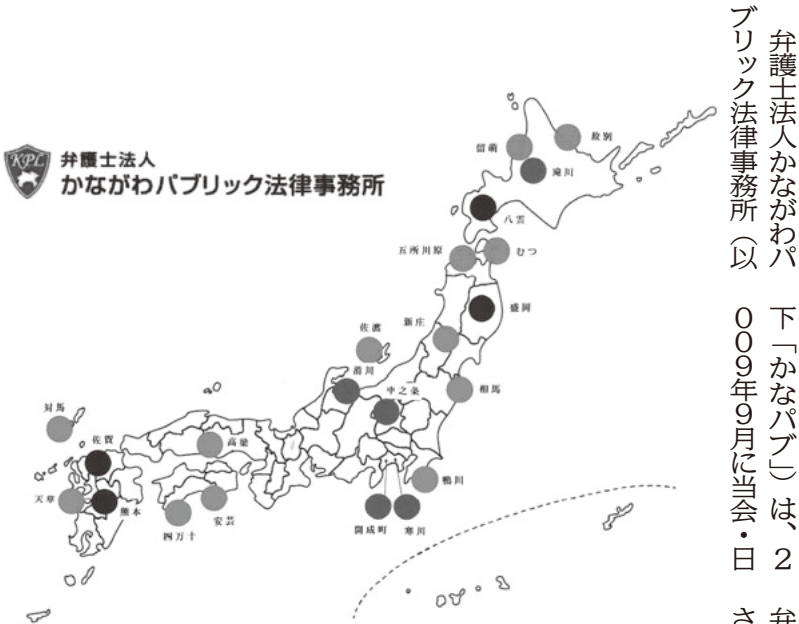 弁護士法人かながわパ
ブリック法律事務所（以
下「かなパブ」）は、２
００９年９月に当会・日
弁
さ
KPL
弁護士法人
かながわパブリック法律事務所
紋別
留萌
滝川
八雲
五所川原
むつ
盛岡
新庄
佐渡
滑川
中之条
相馬
対馬
佐賀
高梁
鴨川
天草
熊本
安芸
四万十
開成町
寒川